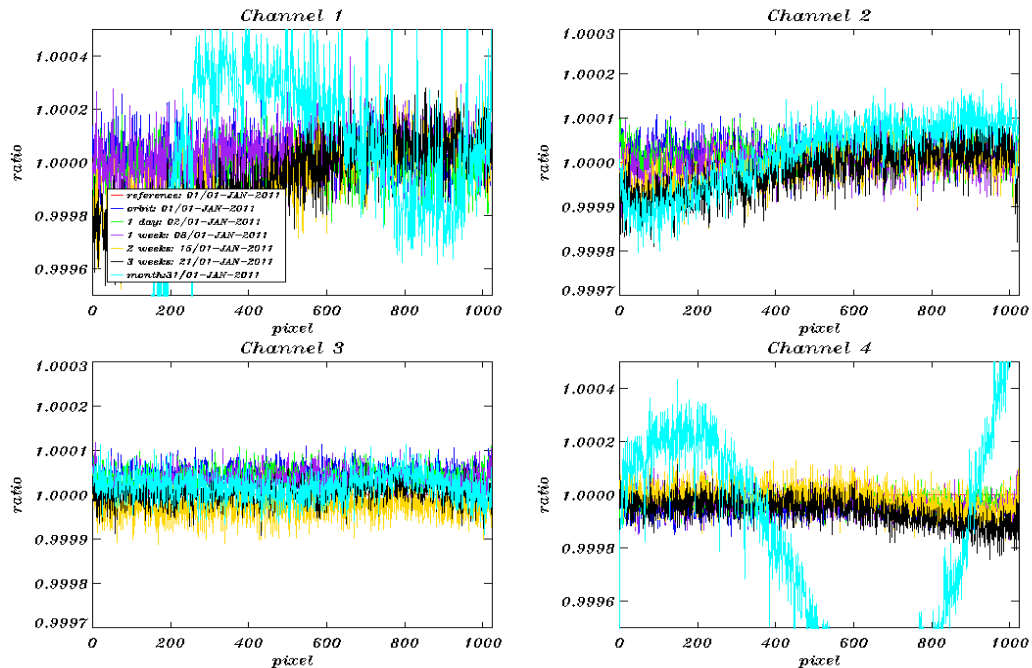 Channel 1
1.0004
1.0002
1.0000
0.9998
0.9996
ratio
reference: 01/01-JAN-2011
orbit: 01/01-JAN-2011
1 day: 02/01-JAN-2011
1 week: 08/01-JAN-2011
2 weeks: 15/01-JAN-2011
3 weeks: 21/01-JAN-2011
month:31/01-JAN-2011
0 200 400 600 800 1000
pixel
Channel 2
1.0003
1.0002
1.0001
1.0000
0.9999
0.9998
0.9997
ratio
0 200 400 600 800 1000
pixel
Channel 3
1.0003
1.0002
1.0001
1.0000
0.9999
0.9998
0.9997
ratio
0 200 400 600 800 1000
pixel
Channel 4
1.0004
1.0002
1.0000
0.9998
0.9996
ratio
0 200 400 600 800 1000
pixel